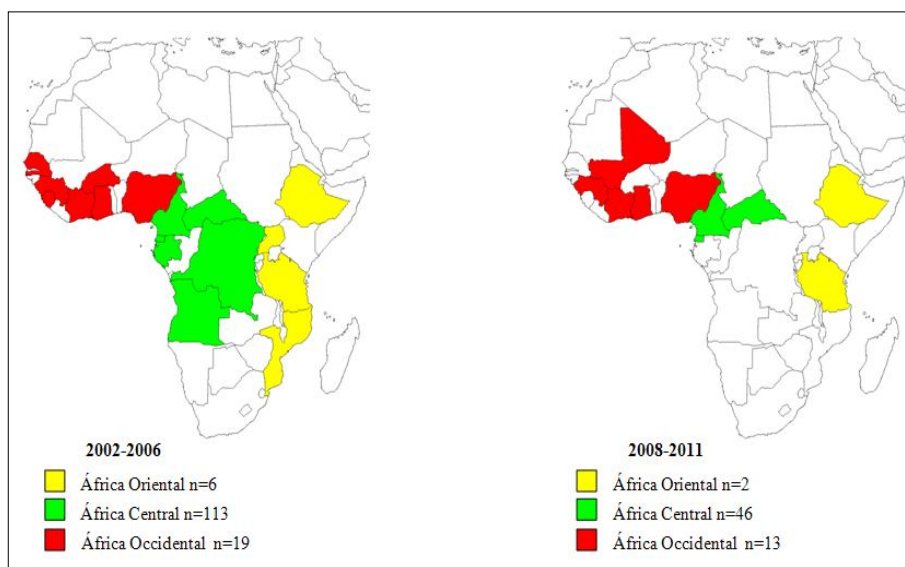 2002-2006
África Oriental n=6
África Central n=113
África Occidental n=19
2008-2011
África Oriental n=2
África Central n=46
África Occidental n=13